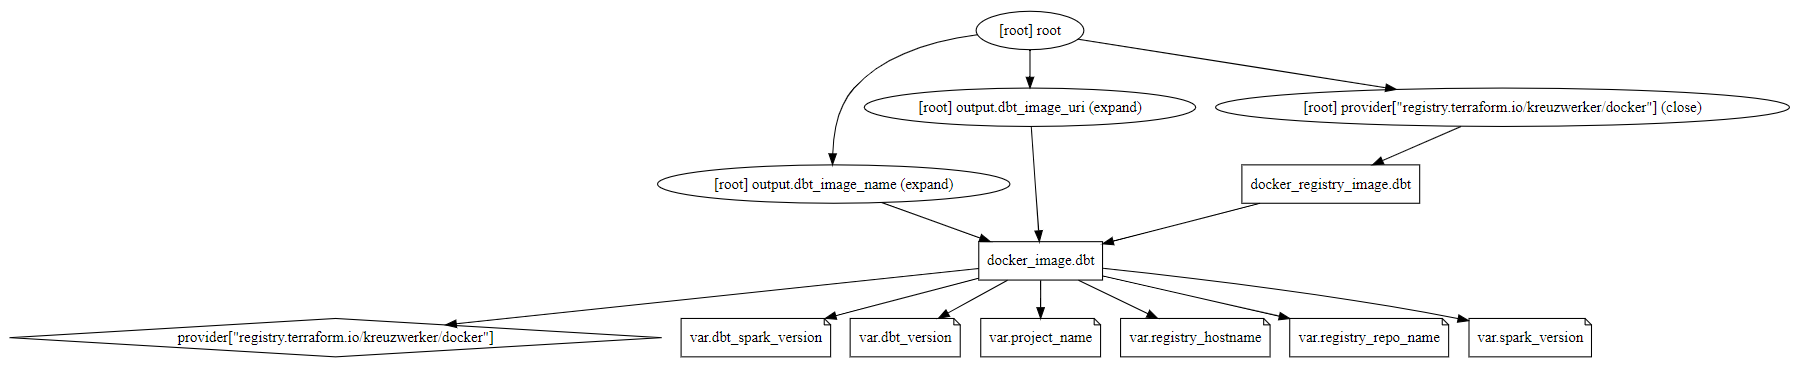 [root] root
[root] output.dbt_image_uri (expand)
[root] provider["registry.terraform.io/kreuzwerker/docker"] (close)
[root] output.dbt_image_name (expand)
docker_registry_image.dbt
docker_image.dbt
provider["registry.terraform.io/kreuzwerker/docker"]
var.dbt_spark_version
var.dbt_version
var.project_name
var.registry_hostname
var.registry_repo_name
var.spark_version